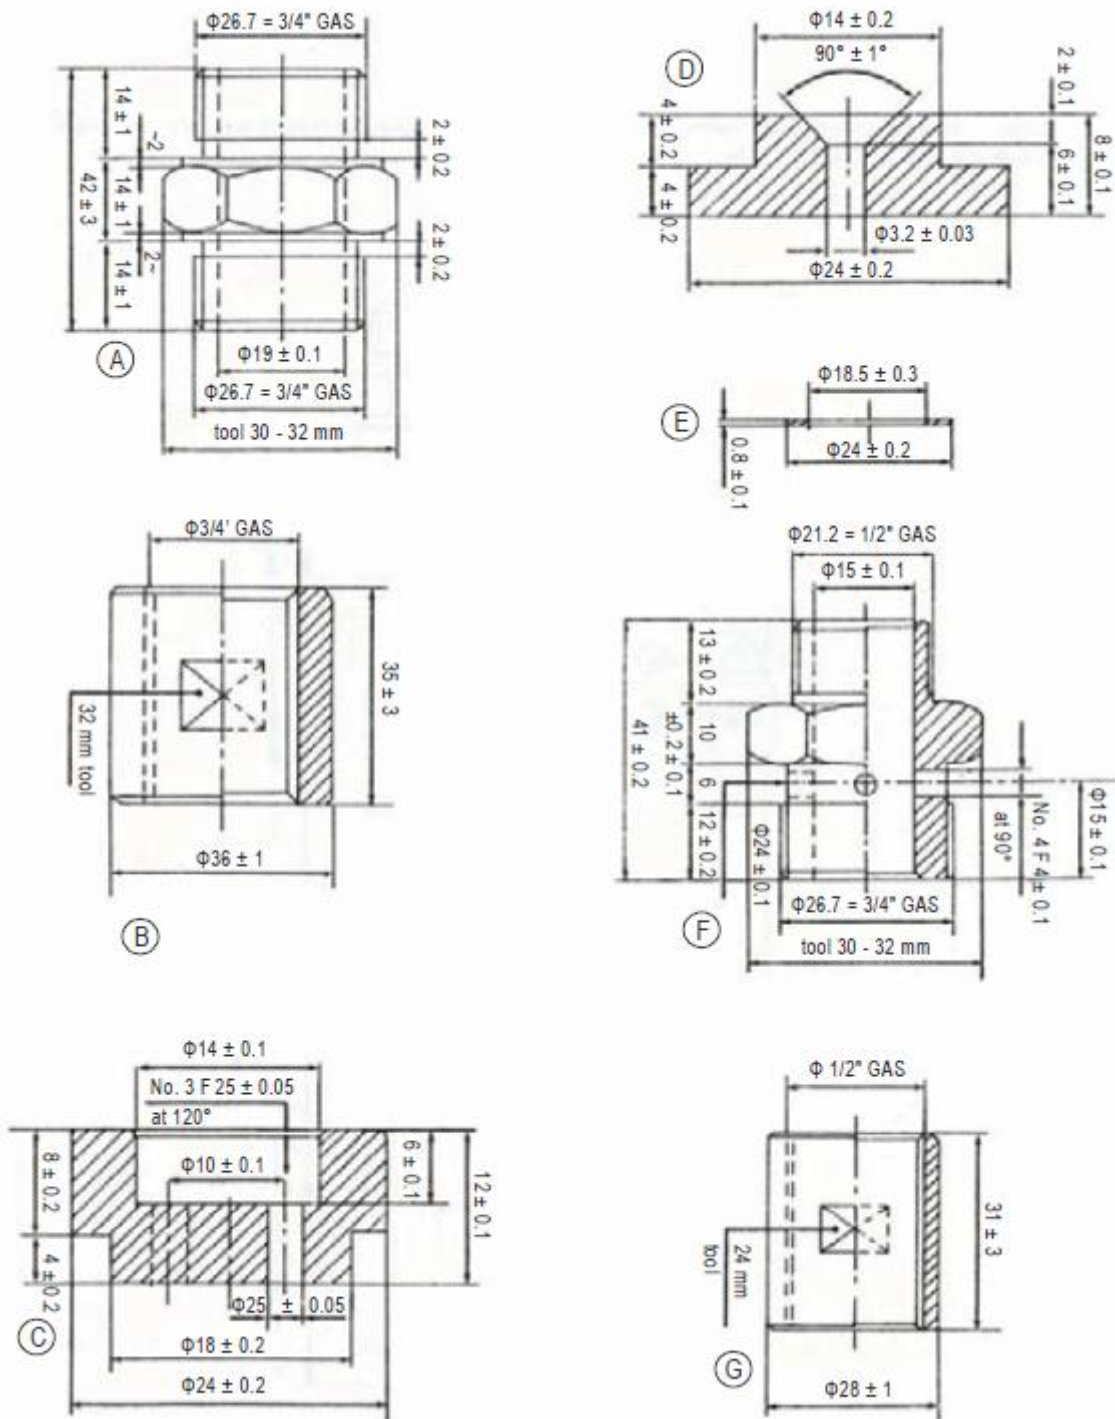 Φ26.7 = 3/4" GAS
14 ± 1
~2
2 ± 0.2
42 ± 3
14 ± 1
2~
2 ± 0.2
14 ± 1
A
Φ19 ± 0.1
Φ26.7 = 3/4" GAS
tool 30 - 32 mm
Φ14 ± 0.2
D
90° ± 1°
2 ± 0.1
4 ± 0.2
8 ± 0.1
6 ± 0.1
4 ± 0.2
Φ3.2 ± 0.03
Φ24 ± 0.2
Φ18.5 ± 0.3
E
0.8 ± 0.1
Φ24 ± 0.2
Φ3/4' GAS
35 ± 3
32 mm tool
Φ36 ± 1
B
Φ21.2 = 1/2" GAS
Φ15 ± 0.1
13 ± 0.2
41 ± 0.2
10
±0.2
6
± 0.1
12 ± 0.2
Φ24 ± 0.1
No. 4 F 4 ± 0.1
at 90°
Φ15 ± 0.1
Φ26.7 = 3/4" GAS
F
tool 30 - 32 mm
Φ14 ± 0.1
No. 3 F 25 ± 0.05
at 120°
Φ10 ± 0.1
6 ± 0.1
8 ± 0.2
12 ± 0.1
4 ± 0.2
Φ25 ± 0.05
C
Φ18 ± 0.2
Φ24 ± 0.2
Φ 1/2" GAS
31 ± 3
24 mm
tool
G
Φ28 ± 1